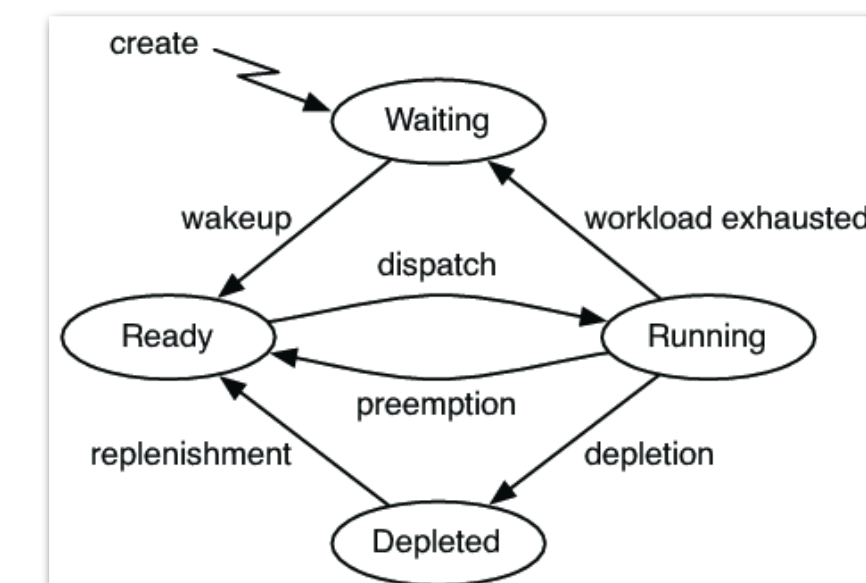 create
Waiting
wakeup
workload exhausted
dispatch
Ready
Running
preemption
replenishment
depletion
Depleted